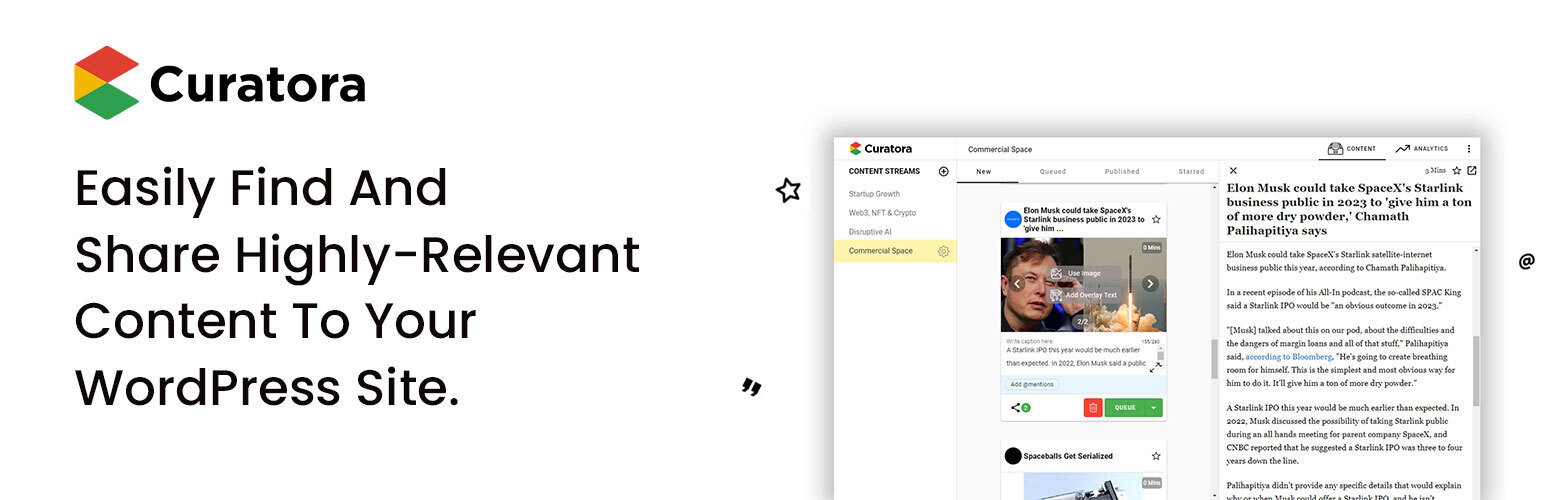 Curatora
Easily Find And
Share Highly-Relevant
Content To Your
WordPress Site.
Curatora
CONTENT STREAMS
Startup Growth
Web3, NFT & Crypto
Disruptive AI
Commercial Space
Commercial Space
CONTENT
ANALYTICS
New
Queued
Published
Starred
Elon Musk could take SpaceX's
Starlink business public in 2023 to
'give him ...
0 Mins
Use Image
Add Overlay Text
2/2
Write caption here:
155/280
A Starlink IPO this year would be much earlier
than expected. In 2022, Elon Musk said a public
Add @mentions
2
QUEUE
Spaceballs Get Serialized
0 Mins
3 Mins
Elon Musk could take SpaceX's Starlink
business public in 2023 to 'give him a ton
of more dry powder,' Chamath
Palihapitiya says
Elon Musk could take SpaceX's Starlink satellite-internet
business public this year, according to Chamath Palihapitiya.
In a recent episode of his All-In podcast, the so-called SPAC King
said a Starlink IPO would be "an obvious outcome in 2023."
"[Musk] talked about this on our pod, about the difficulties and
the dangers of margin loans and all of that stuff," Palihapitiya
said, according to Bloomberg. "He's going to create breathing
room for himself. This is the simplest and most obvious way for
him to do it. It'll give him a ton of more dry powder."
A Starlink IPO this year would be much earlier than expected. In
2022, Musk discussed the possibility of taking Starlink public
during an all hands meeting for parent company SpaceX, and
CNBC reported that he suggested a Starlink IPO was three to four
years down the line.
Palihapitiya didn't provide any specific details that would explain
why or when Musk could offer a Starlink IPO, and he isn't
@